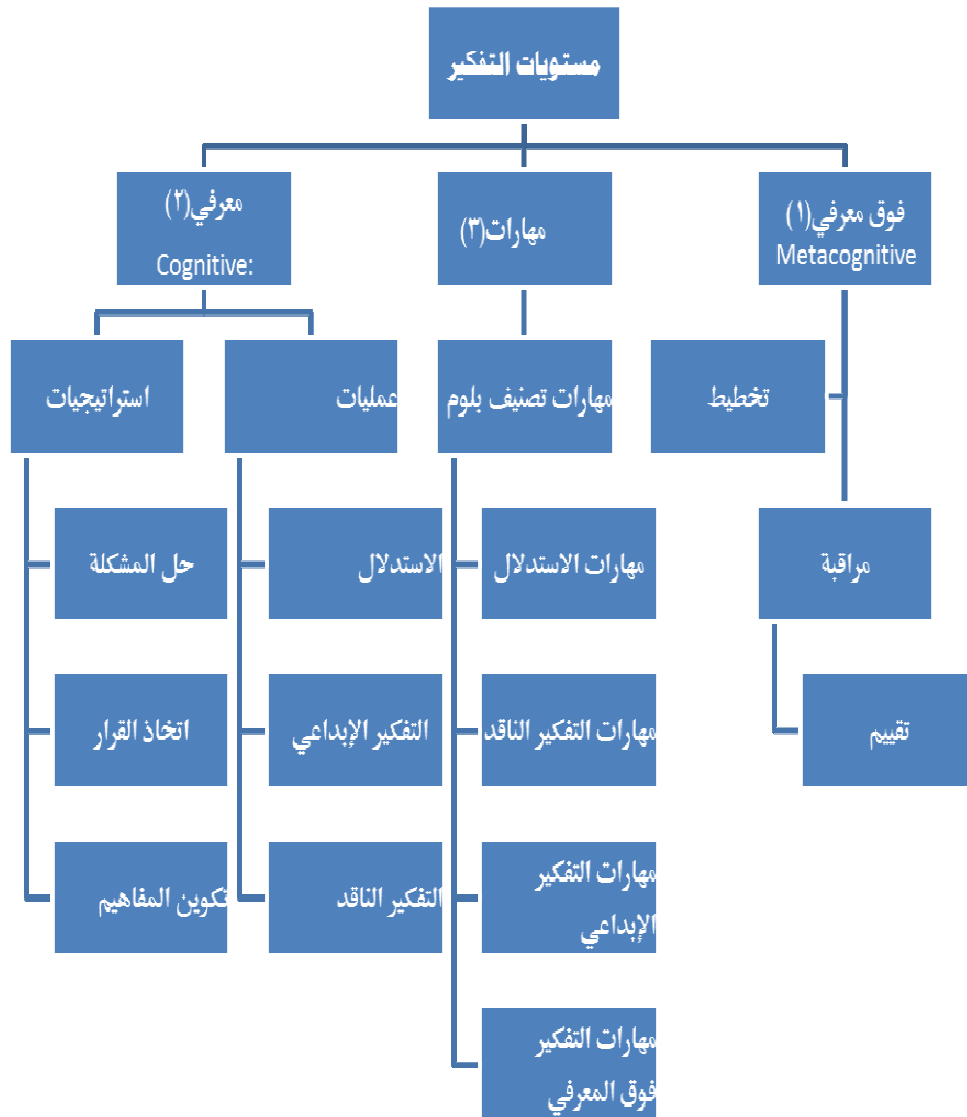 مستويات التفكير
فوق معرفي(١)
Metacognitive
مهارات(٣)
معرفي(٢)
Cognitive:
تخطيط
مهارات تصنيف بلوم
عمليات
استراتيجيات
مراقبة
مهارات الاستدلال
الاستدلال
حل المشكلة
تقييم
مهارات التفكير الناقد
التفكير الإبداعي
اتخاذ القرار
مهارات التفكير
الإبداعي
التفكير الناقد
تكوين المفاهيم
مهارات التفكير
فوق المعرفي